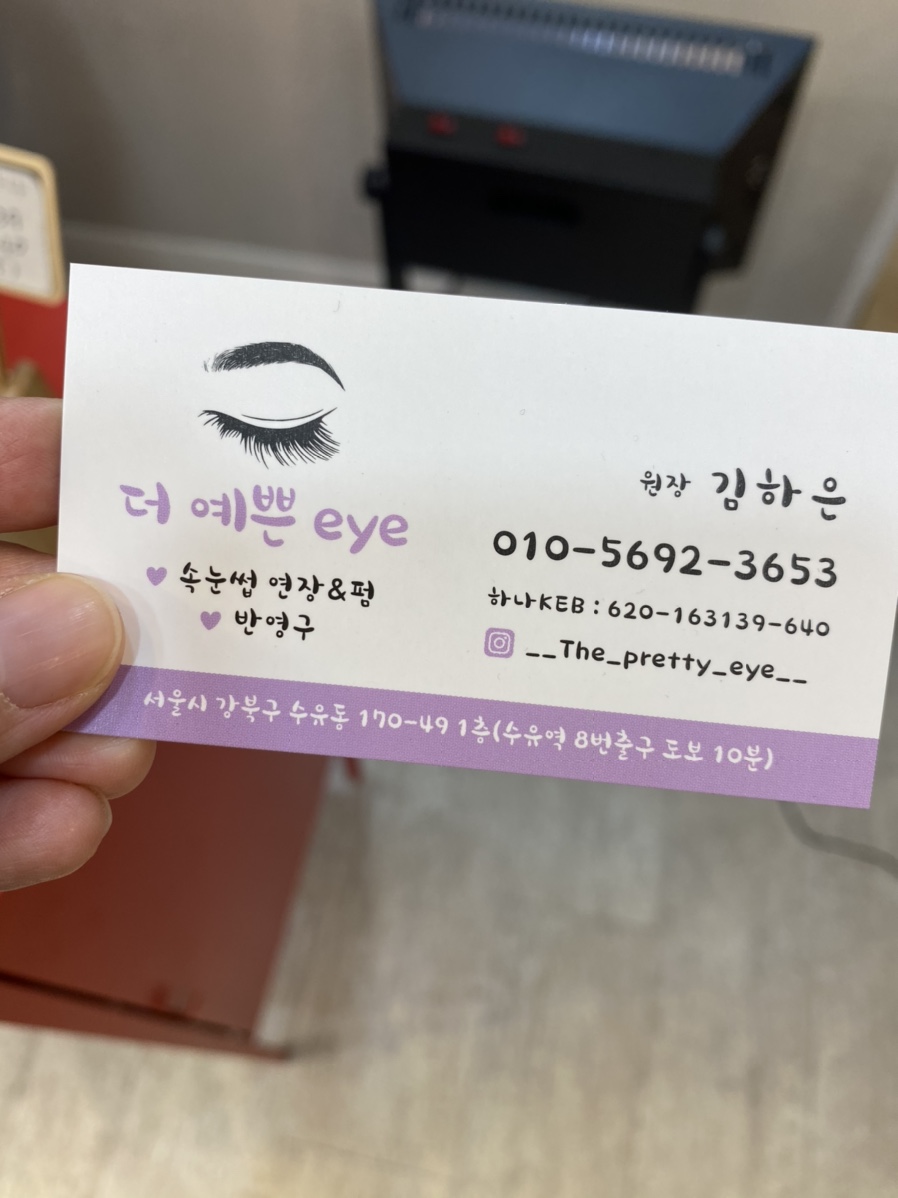 더 예쁜 eye
속눈썹 연장&펌
반영구
원장 김하은
010-5692-3653
하나KEB : 620-163139-640
__The_pretty_eye__
서울시 강북구 수유동 170-49 1층(수유역 8번출구 도보 10분)